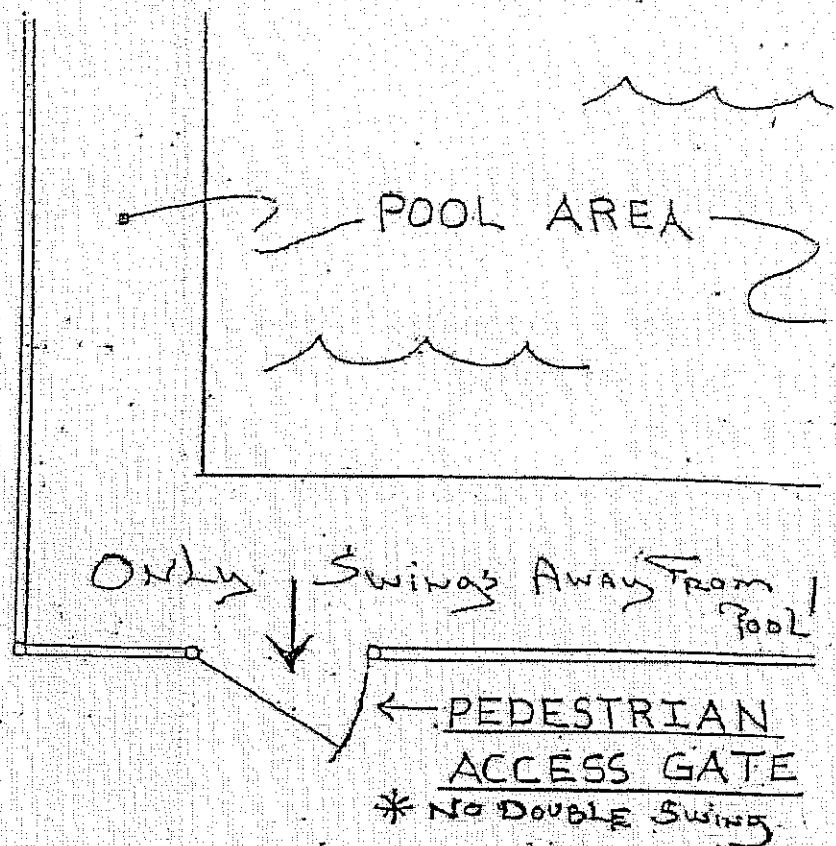 POOL AREA
Only Swings Away From
Pool!
PEDESTRIAN
ACCESS GATE
* No Double Swing